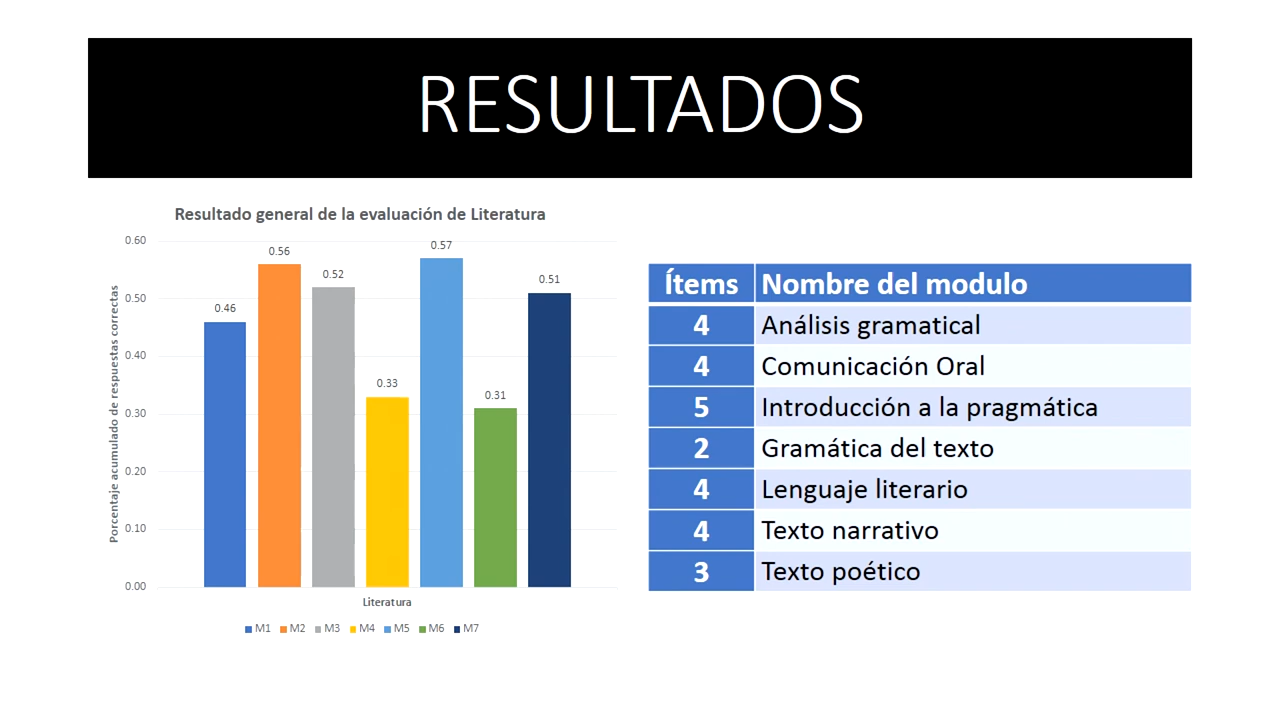 RESULTADOS
Resultado general de la evaluación de Literatura
Porcentaje acumulado de respuestas correctas
0.60
0.50
0.40
0.30
0.20
0.10
0.00
0.46
0.56
0.52
0.33
0.57
0.31
0.51
Literatura
M1 M2 M3 M4 M5 M6 M7
Ítems Nombre del modulo
4 Análisis gramatical
4 Comunicación Oral
5 Introducción a la pragmática
2 Gramática del texto
4 Lenguaje literario
4 Texto narrativo
3 Texto poético